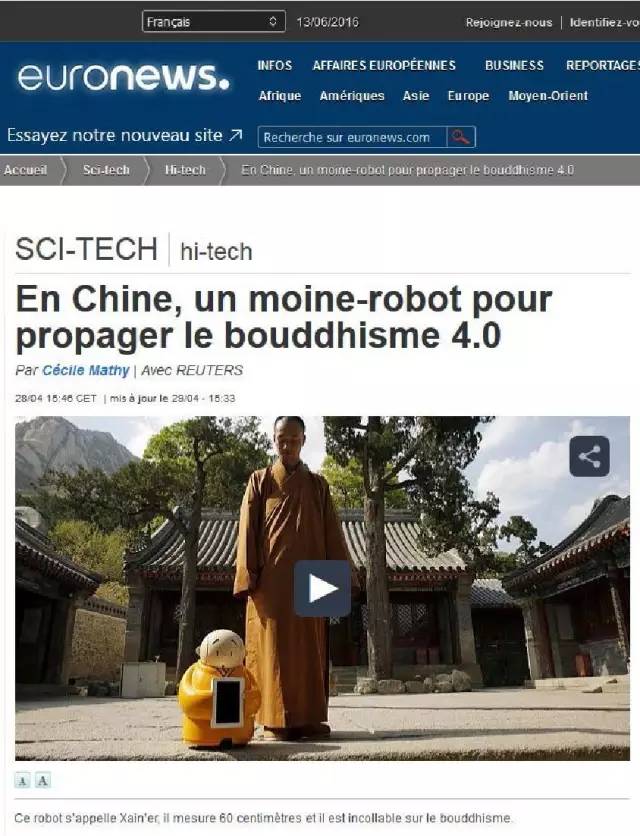 Français 13/06/2016 Rejoignez-nous | Identifiez-vo
euronews.
INFOS AFFAIRES EUROPÉENNES BUSINESS REPORTAGES
Afrique Amériques Asie Europe Moyen-Orient
Essayez notre nouveau site ↗ Recherche sur euronews.com
Accueil Sci-tech Hi-tech En Chine, un moine-robot pour propager le bouddhisme 4.0
SCI-TECH | hi-tech
En Chine, un moine-robot pour
propager le bouddhisme 4.0
Par Cécile Mathy | Avec REUTERS
28/04 15:46 CET | mis à jour le 29/04 - 15:33
A A
Ce robot s'appelle Xain'er, il mesure 60 centimètres et il est incollable sur le bouddhisme.